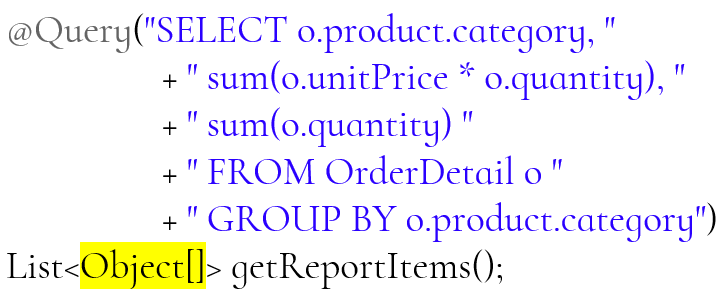 @Query("SELECT o.product.category, "
+ " sum(o.unitPrice * o.quantity), "
+ " sum(o.quantity) "
+ " FROM OrderDetail o "
+ " GROUP BY o.product.category")
List<Object[]> getReportItems();